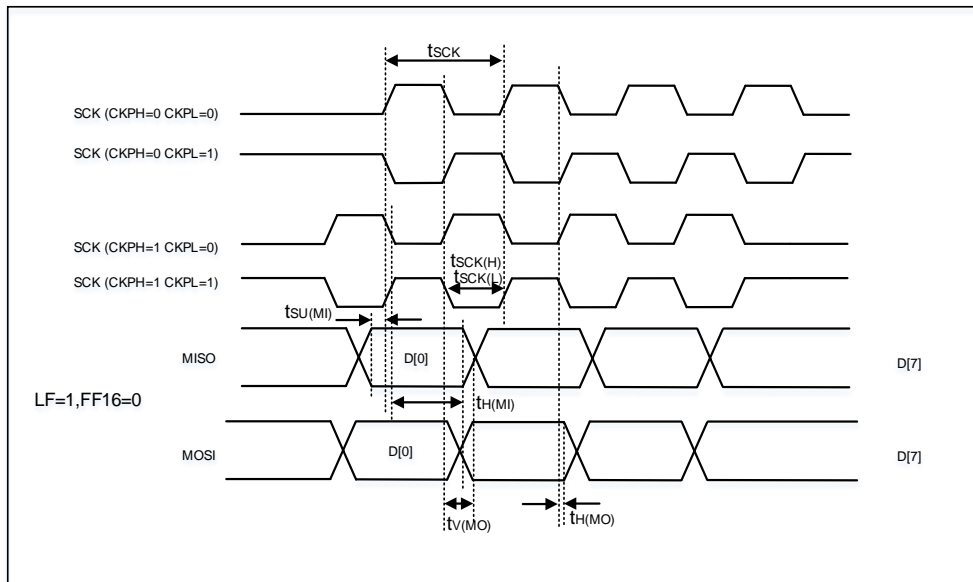 tSCK
SCK (CKPH=0 CKPL=0)
SCK (CKPH=0 CKPL=1)
SCK (CKPH=1 CKPL=0)
tSCK(H)
SCK (CKPH=1 CKPL=1)
tSCK(L)
tSU(MI)
MISO
D[0]
D[7]
LF=1,FF16=0
tH(MI)
MOSI
D[0]
D[7]
tV(MO)
tH(MO)